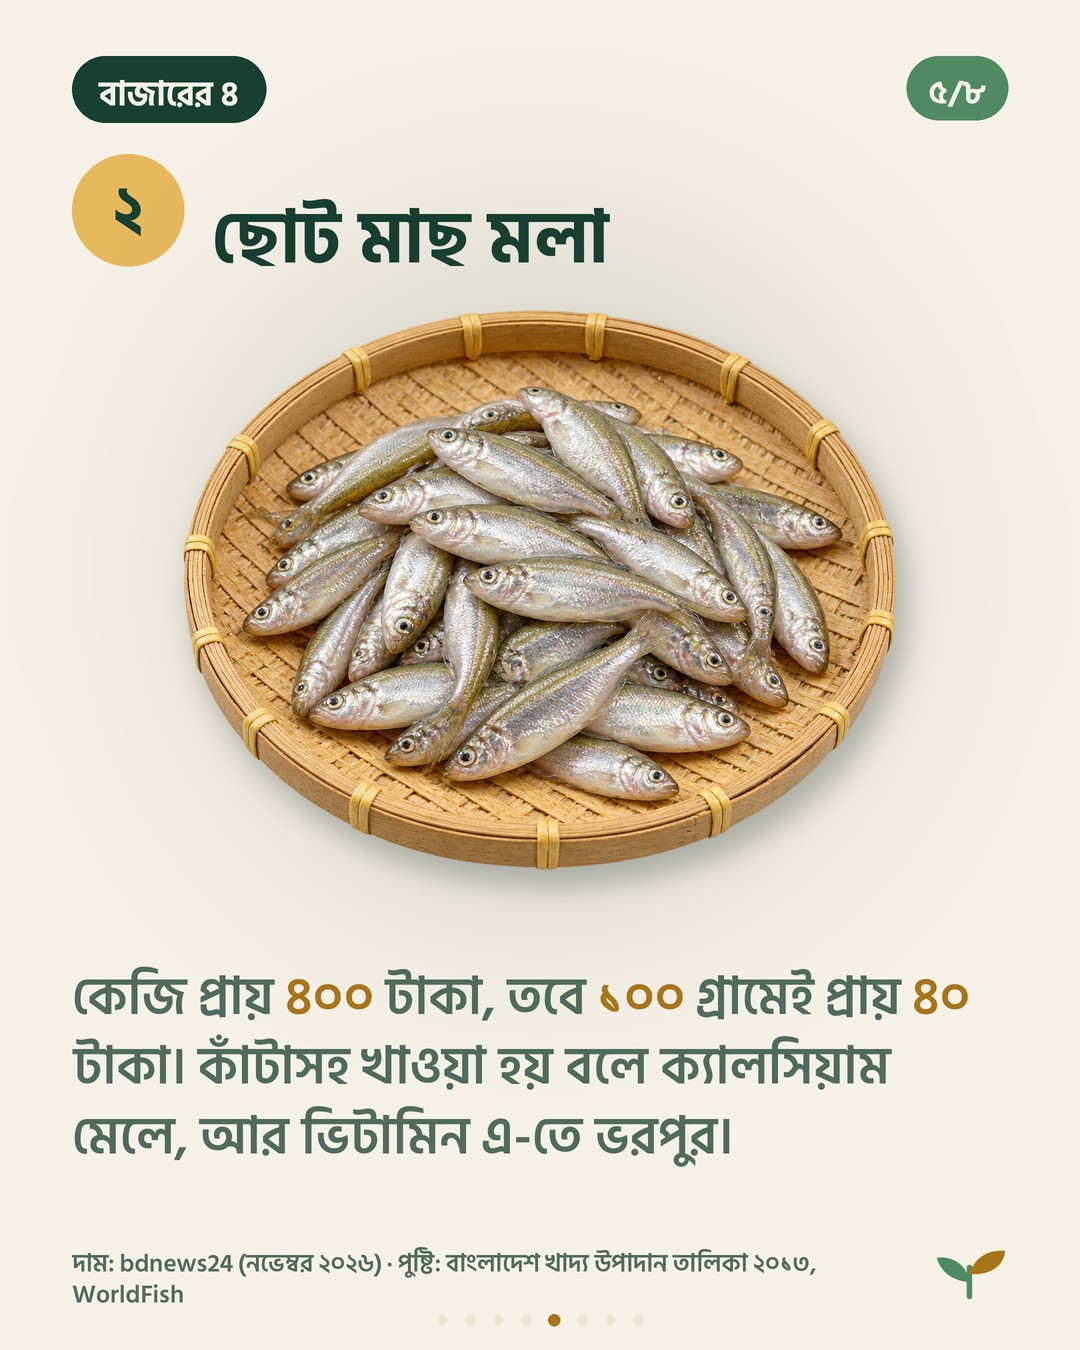 বাজারের ৪
৫/৮
২
ছোট মাছ মলা
কেজি প্রায় ৪০০ টাকা, তবে ১০০ গ্রামেই প্রায় ৪০
টাকা। কাঁটাসহ খাওয়া হয় বলে ক্যালসিয়াম
মেলে, আর ভিটামিন এ-তে ভরপুর।
দাম: bdnews24 (নভেম্বর ২০২৬) · পুষ্টি: বাংলাদেশ খাদ্য উপাদান তালিকা ২০১৩,
WorldFish